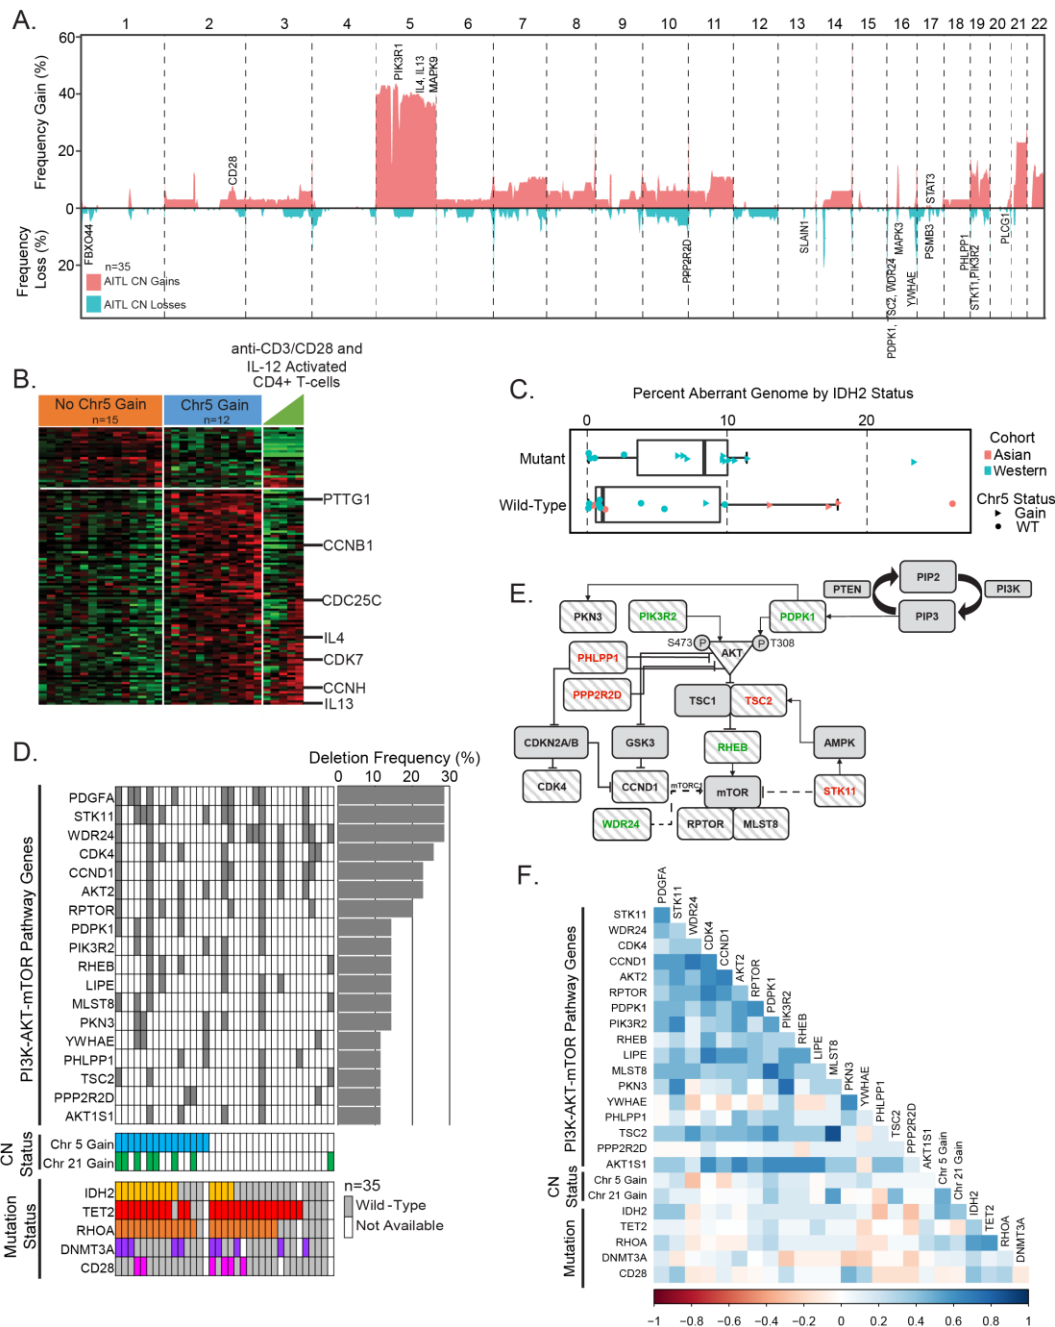 A.
1 2 3 4 5 6 7 8 9 10 11 12 13 14 15 16 17 18 19 20 21 22
Frequency Gain (%)
Frequency Loss (%)
60
40
20
0
20
PIK3R1
IL4, IL13
MAPK9
CD28
STAT3
FBXO44
PPP2R2D
SLAIN1
PDPK1, TSC2, WDR24
MAPK3
YWHAE
PSMB3
PHLPP1
STK11,PIK3R2
PLCG1
n=35
AITL CN Gains
AITL CN Losses
B.
anti-CD3/CD28 and
IL-12 Activated
CD4+ T-cells
No Chr5 Gain
n=15
Chr5 Gain
n=12
PTTG1
CCNB1
CDC25C
IL4
CDK7
CCNH
IL13
C.
Percent Aberrant Genome by IDH2 Status
0 10 20
Mutant
Wild-Type
Cohort
Asian
Western
Chr5 Status
Gain
WT
E.
PIP2
PTEN
PI3K
PIP3
PKN3
PIK3R2
PDPK1
S473
P
AKT
P
T308
PHLPP1
PPP2R2D
TSC1
TSC2
CDKN2A/B
GSK3
RHEB
AMPK
CDK4
CCND1
mTORC1
mTOR
STK11
WDR24
RPTOR
MLST8
D.
Deletion Frequency (%)
0 10 20 30
PI3K-AKT-mTOR Pathway Genes
PDGFA
STK11
WDR24
CDK4
CCND1
AKT2
RPTOR
PDPK1
PIK3R2
RHEB
LIPE
MLST8
PKN3
YWHAE
PHLPP1
TSC2
PPP2R2D
AKT1S1
CN Status
Chr 5 Gain
Chr 21 Gain
Mutation Status
IDH2
TET2
RHOA
DNMT3A
CD28
n=35
Wild -Type
Not Available
F.
PI3K-AKT-mTOR Pathway Genes
STK11
WDR24
CDK4
CCND1
AKT2
RPTOR
PDPK1
PIK3R2
RHEB
LIPE
MLST8
PKN3
YWHAE
PHLPP1
TSC2
PPP2R2D
AKT1S1
CN Status
Chr 5 Gain
Chr 21 Gain
Mutation
IDH2
TET2
RHOA
DNMT3A
CD28
PDGFA
STK11
WDR24
CDK4
CCND1
AKT2
RPTOR
PDPK1
PIK3R2
RHEB
LIPE
MLST8
PKN3
YWHAE
PHLPP1
TSC2
PPP2R2D
AKT1S1
Chr 5 Gain
Chr 21 Gain
IDH2
TET2
RHOA
DNMT3A
−1 −0.8 −0.6 −0.4 −0.2 0 0.2 0.4 0.6 0.8 1